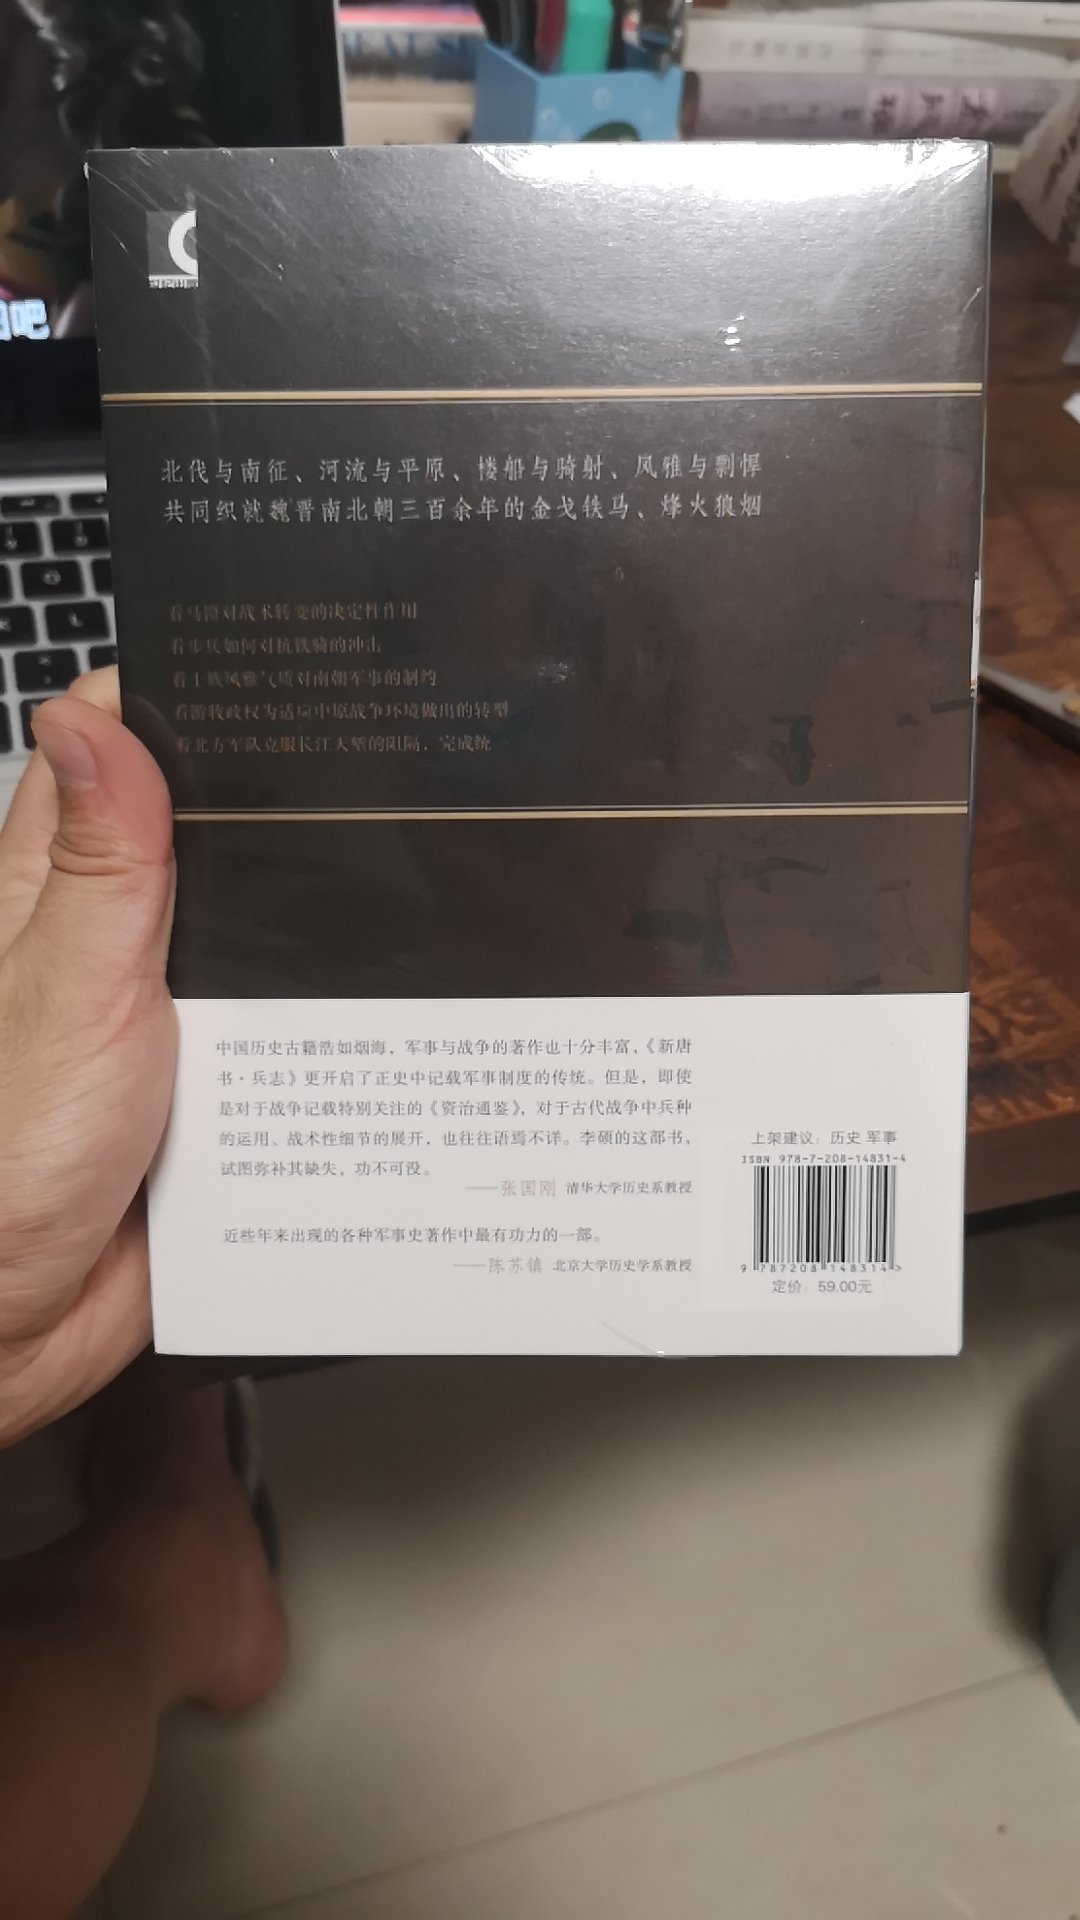 吧
北伐与南征、河流与平原、楼船与骑射、风雅与剽悍
共同织就魏晋南北朝三百余年的金戈铁马、烽火狼烟
看马镫对战术转变的决定性作用
看步兵如何对抗铁骑的冲击
看士族风雅气质对南朝军事的制约
看游牧政权为适应中原战争环境做出的转型
看北方军队克服长江天堑的阻隔，完成统一
中国历史古籍浩如烟海，军事与战争的著作也十分丰富，《新唐
书·兵志》更开启了正史中记载军事制度的传统。但是，即使
是对于战争记载特别关注的《资治通鉴》，对于古代战争中兵种
的运用、战术性细节的展开，也往往语焉不详。李硕的这部书，
试图弥补其缺失，功不可没。
——张国刚 清华大学历史系教授
近些年来出现的各种军事史著作中最有功力的一部。
——陈苏镇 北京大学历史学系教授
上架建议：历史 军事
ISBN 978-7-208-14831-4
9 787208 148314 >
定价：59.00元